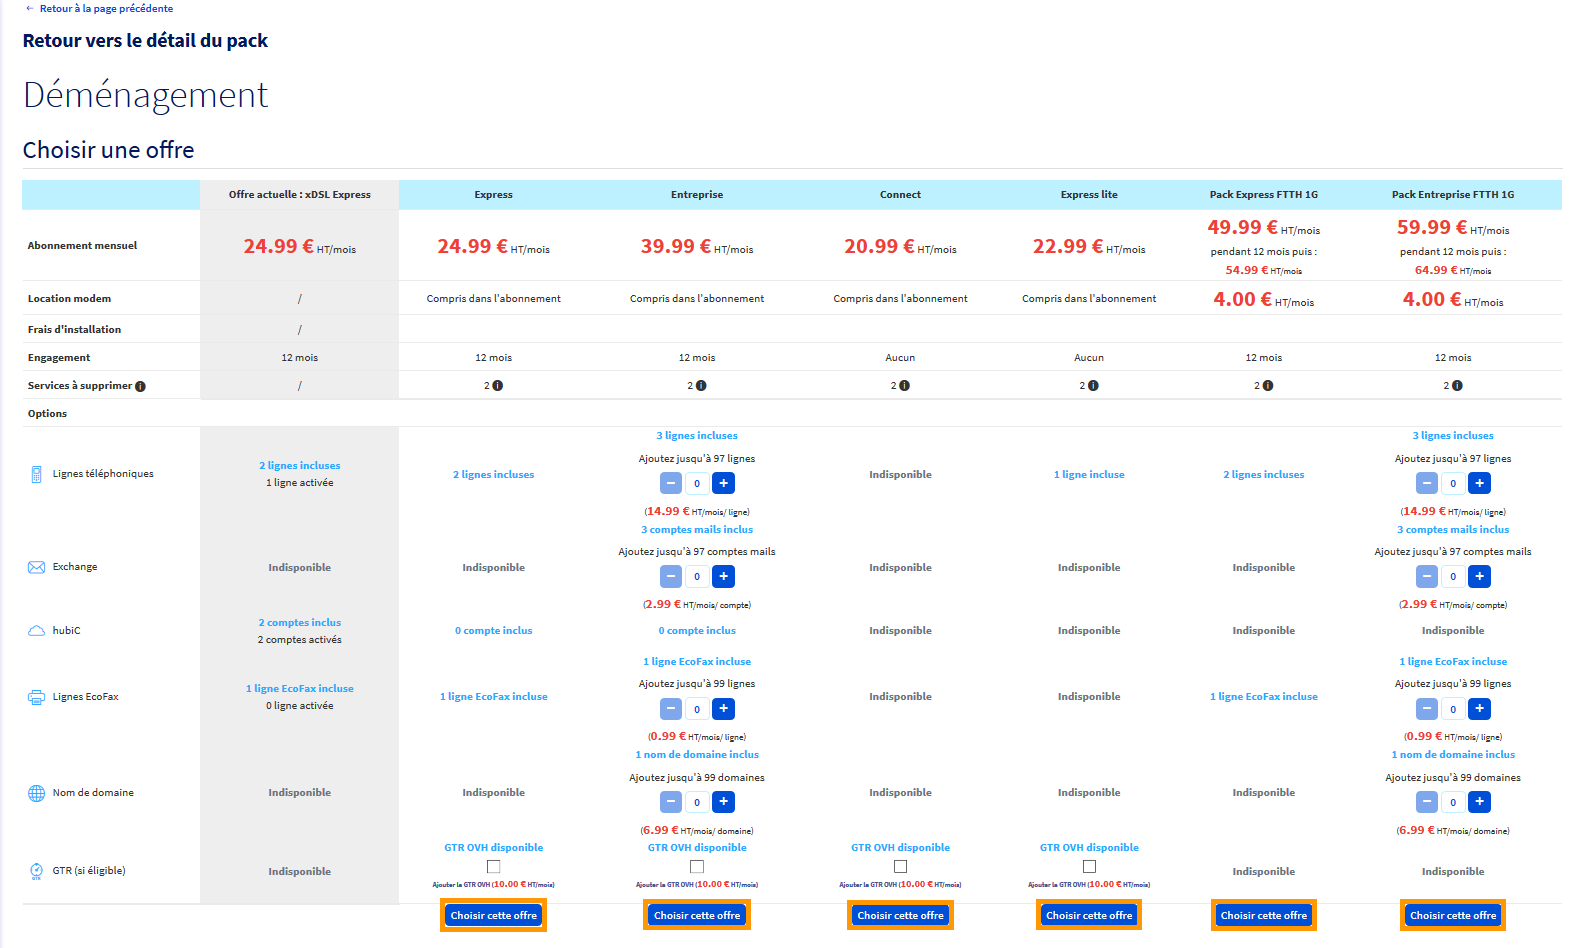 ← Retour à la page précédente
Retour vers le détail du pack
Déménagement
Choisir une offre
Offre actuelle : xDSL Express Express Entreprise Connect Express lite Pack Express FTTH 1G Pack Entreprise FTTH 1G
Abonnement mensuel 24.99 € HT/mois 24.99 € HT/mois 39.99 € HT/mois 20.99 € HT/mois 22.99 € HT/mois 49.99 € HT/mois pendant 12 mois puis : 54.99 € HT/mois 59.99 € HT/mois pendant 12 mois puis : 64.99 € HT/mois
Location modem / Compris dans l'abonnement Compris dans l'abonnement Compris dans l'abonnement Compris dans l'abonnement 4.00 € HT/mois 4.00 € HT/mois
Frais d'installation /
Engagement 12 mois 12 mois 12 mois Aucun Aucun 12 mois 12 mois
Services à supprimer i / 2 i 2 i 2 i 2 i 2 i 2 i
Options
Lignes téléphoniques 2 lignes incluses 1 ligne activée 2 lignes incluses 3 lignes incluses Ajoutez jusqu'à 97 lignes − 0 + (14.99 € HT/mois/ ligne) Indisponible 1 ligne incluse 2 lignes incluses 3 lignes incluses Ajoutez jusqu'à 97 lignes − 0 + (14.99 € HT/mois/ ligne)
Exchange Indisponible Indisponible 3 comptes mails inclus Ajoutez jusqu'à 97 comptes mails − 0 + (2.99 € HT/mois/ compte) Indisponible Indisponible Indisponible 3 comptes mails inclus Ajoutez jusqu'à 97 comptes mails − 0 + (2.99 € HT/mois/ compte)
hubiC 2 comptes inclus 2 comptes activés 0 compte inclus 0 compte inclus Indisponible Indisponible Indisponible Indisponible
Lignes EcoFax 1 ligne EcoFax incluse 0 ligne activée 1 ligne EcoFax incluse 1 ligne EcoFax incluse Ajoutez jusqu'à 99 lignes − 0 + (0.99 € HT/mois/ ligne) Indisponible Indisponible 1 ligne EcoFax incluse 1 ligne EcoFax incluse Ajoutez jusqu'à 99 lignes − 0 + (0.99 € HT/mois/ ligne)
Nom de domaine Indisponible Indisponible 1 nom de domaine inclus Ajoutez jusqu'à 99 domaines − 0 + (6.99 € HT/mois/ domaine) Indisponible Indisponible Indisponible 1 nom de domaine inclus Ajoutez jusqu'à 99 domaines − 0 + (6.99 € HT/mois/ domaine)
GTR (si éligible) Indisponible GTR OVH disponible Ajouter la GTR OVH (10.00 € HT/mois) GTR OVH disponible Ajouter la GTR OVH (10.00 € HT/mois) GTR OVH disponible Ajouter la GTR OVH (10.00 € HT/mois) GTR OVH disponible Ajouter la GTR OVH (10.00 € HT/mois) Indisponible Indisponible
Choisir cette offre Choisir cette offre Choisir cette offre Choisir cette offre Choisir cette offre Choisir cette offre